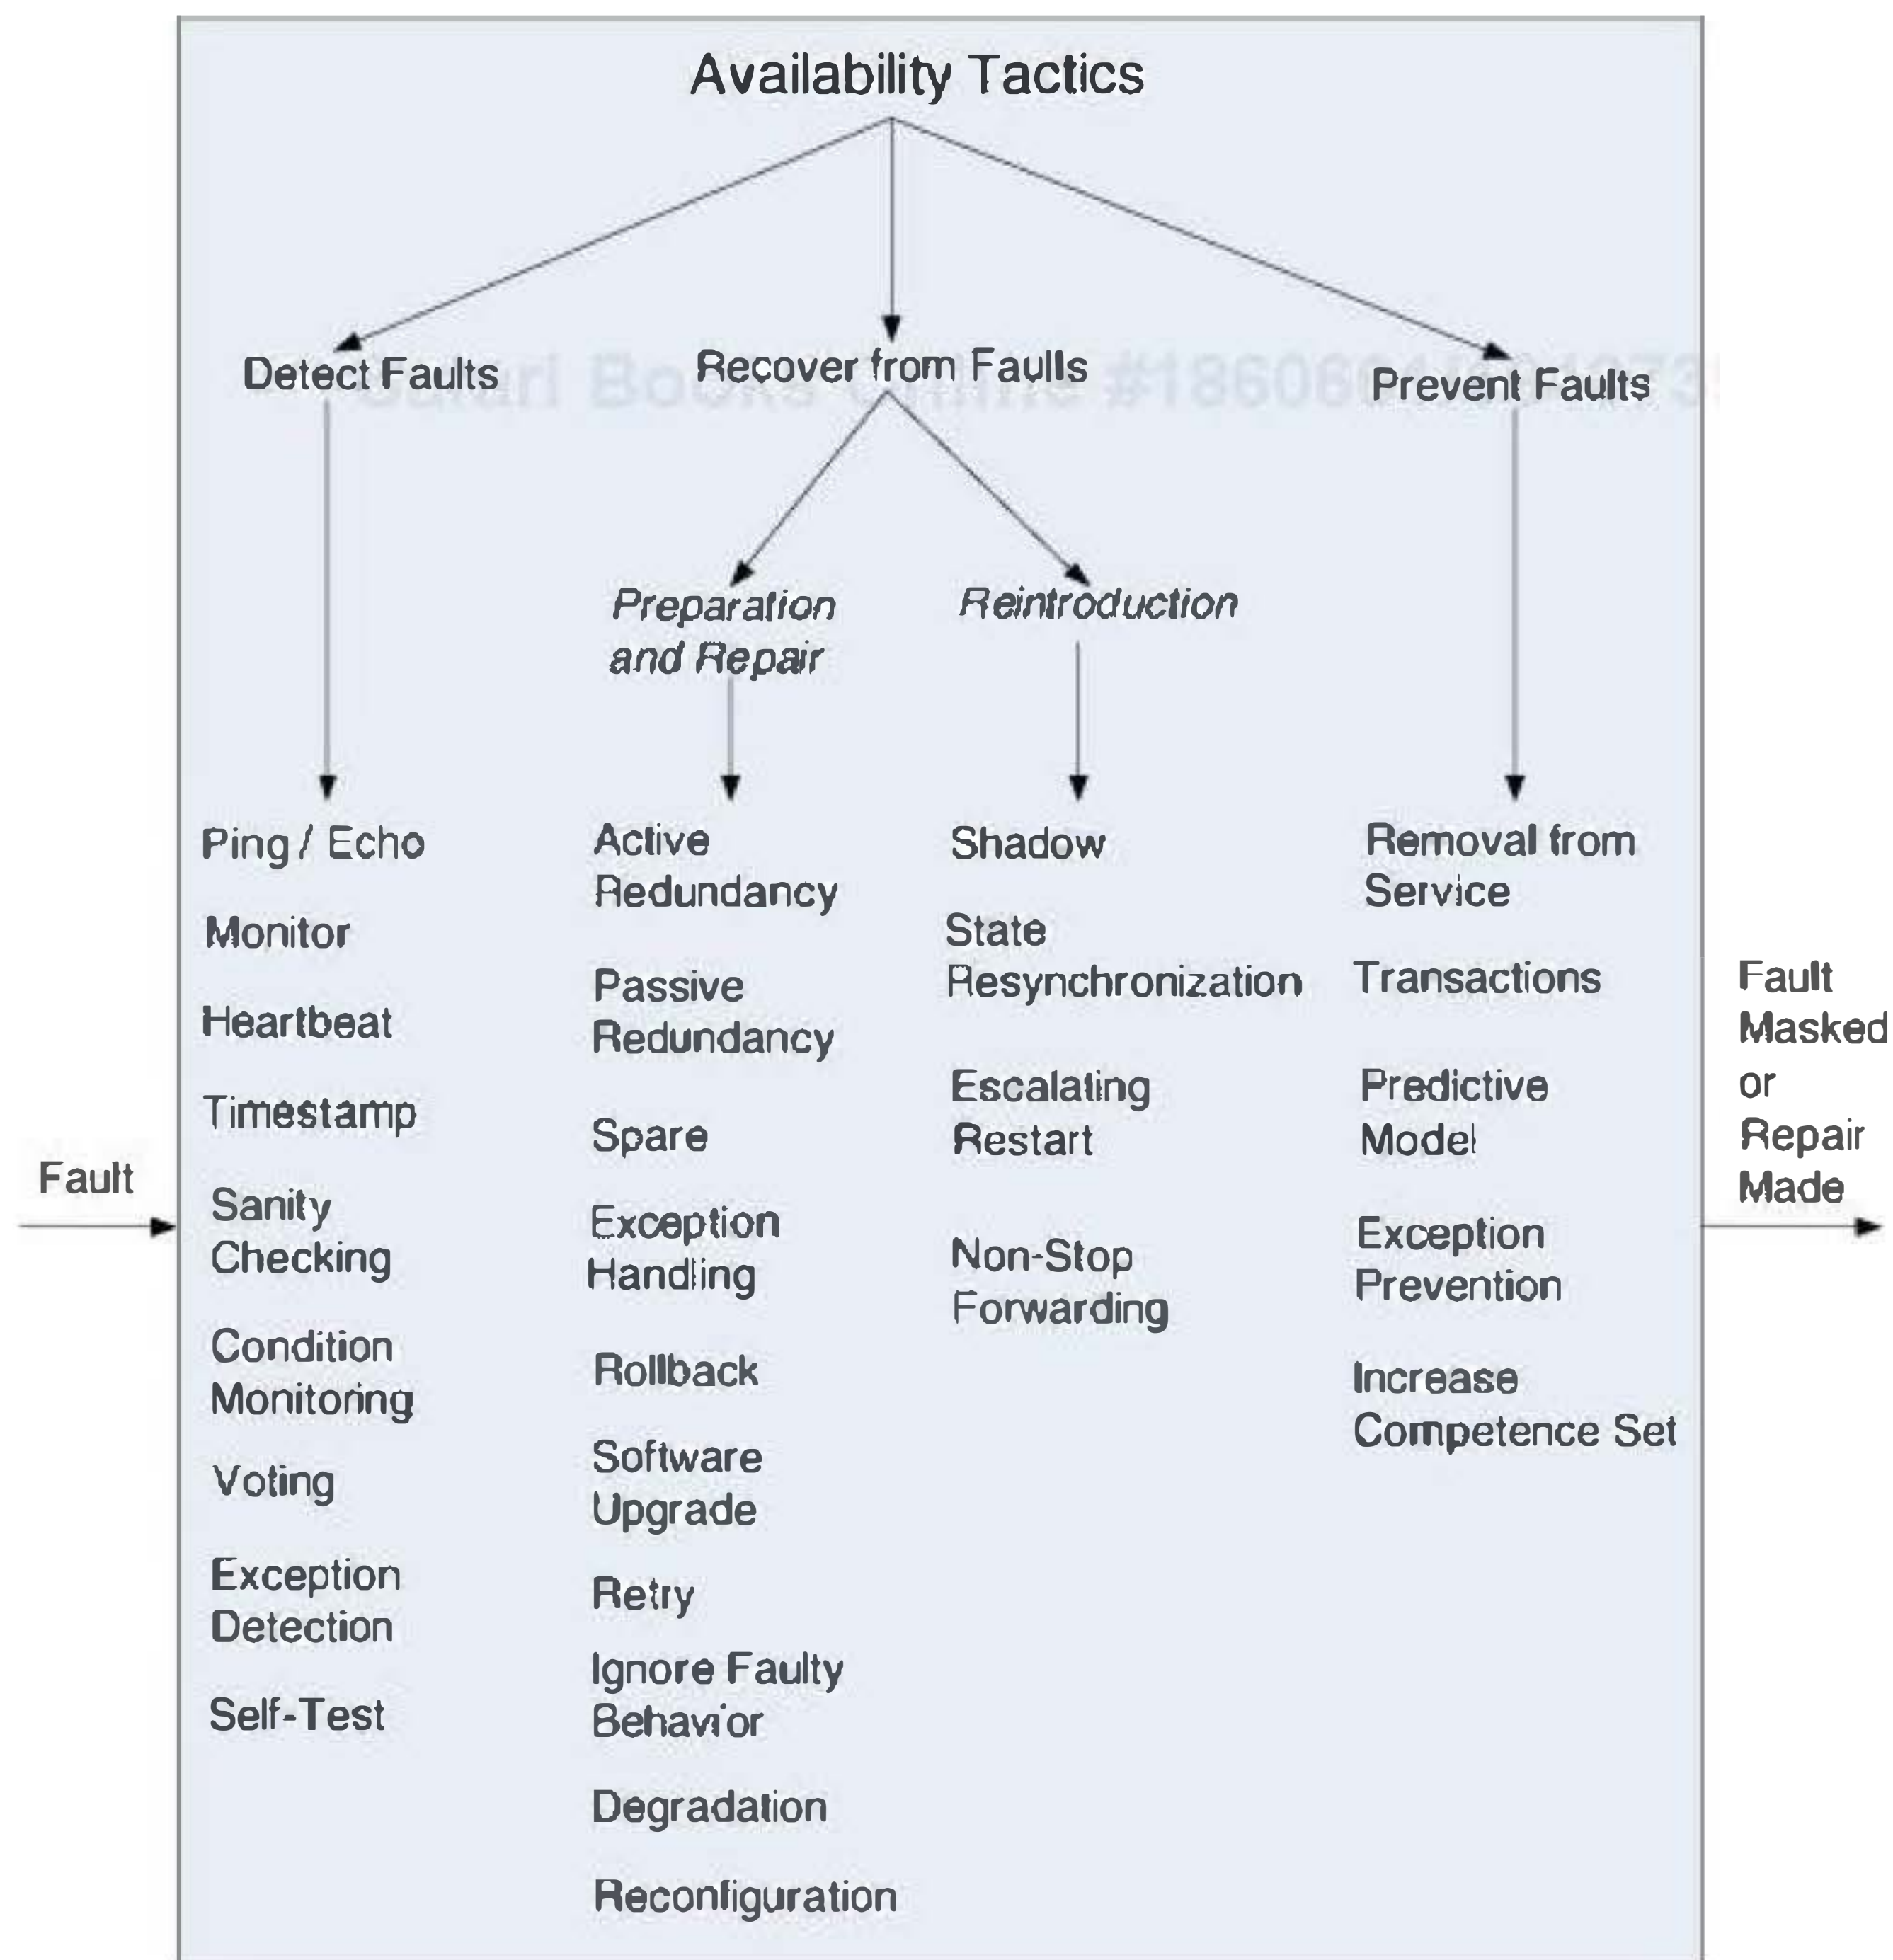 Availability Tactics
Detect Faults
Recover from Faults
Prevent Faults
Preparation
and Repair
Reintroduction
Ping / Echo
Monitor
Heartbeat
Timestamp
Sanity
Checking
Condition
Monitoring
Voting
Exception
Detection
Self-Test
Active
Redundancy
Passive
Redundancy
Spare
Exception
Handling
Rollback
Software
Upgrade
Retry
Ignore Faulty
Behavior
Degradation
Reconfiguration
Shadow
State
Resynchronization
Escalating
Restart
Non-Stop
Forwarding
Removal from
Service
Transactions
Predictive
Model
Exception
Prevention
Increase
Competence Set
Fault
Fault
Masked
or
Repair
Made